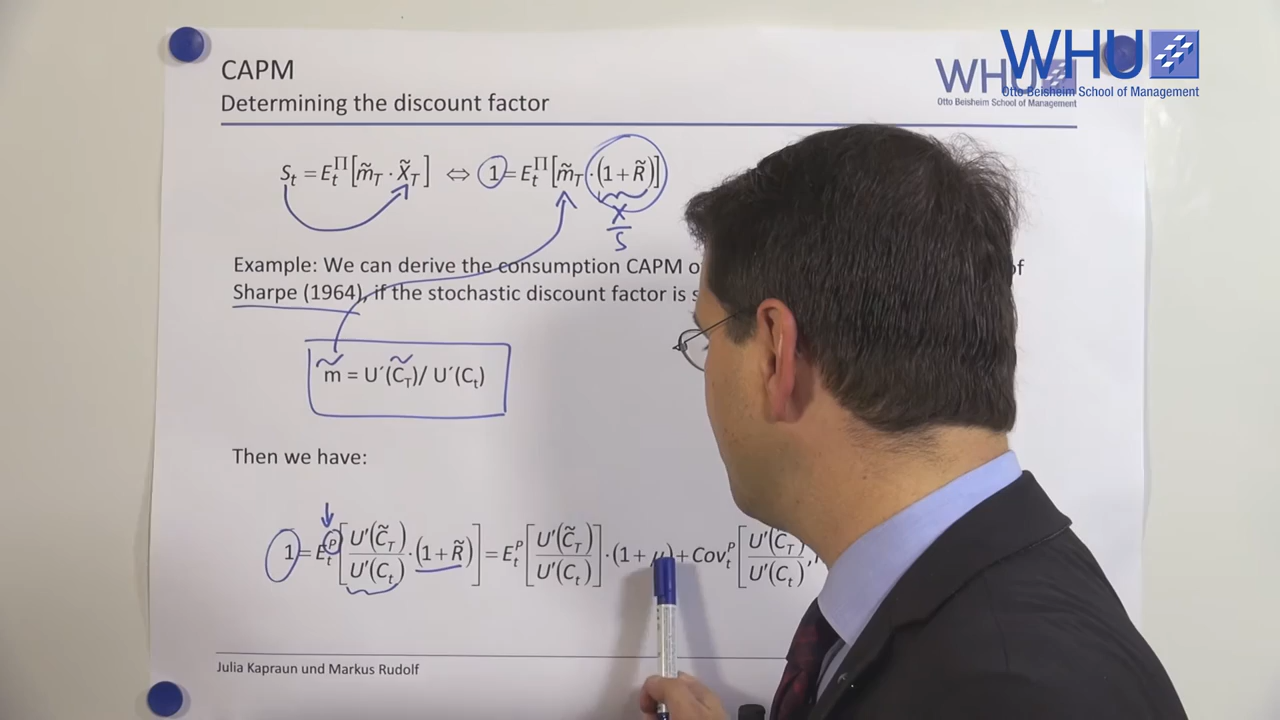 WHU
Otto Beisheim School of Management
CAPM
WHU
Otto Beisheim School of Management
Determining the discount factor
S_t = E_t^Π[m̃_T · X̃_T] ⇔ 1 = E_t^Π[m̃_T · (1+R̃)]
X
S
Example: We can derive the consumption CAPM of
Sharpe (1964), if the stochastic discount factor is
m̃ = U´(C̃_T)/ U´(C_t)
Then we have:
1 = E_t^P[U'(C̃_T)/U'(C_t) · (1+R̃)] = E_t^P[U'(C̃_T)/U'(C_t)] · (1+μ) + Cov_t^P[U'(C̃_T)/U'(C_t),
Julia Kapraun und Markus Rudolf